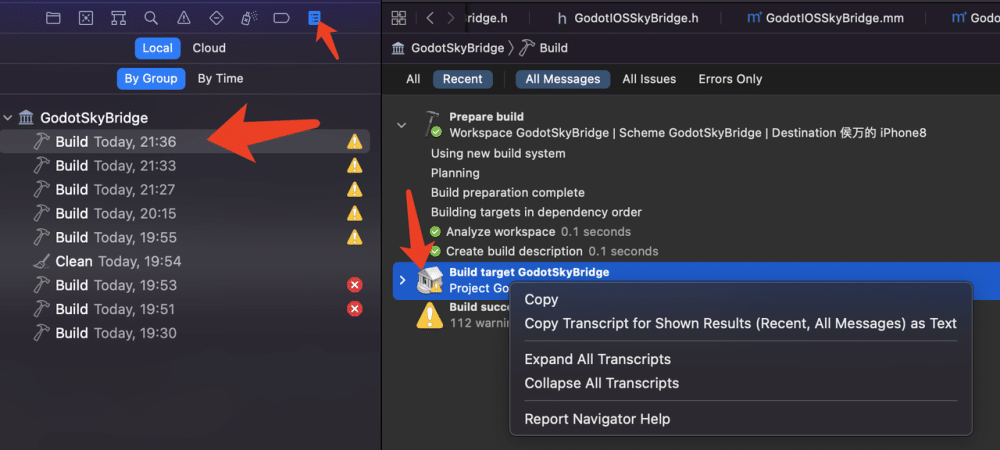 Local Cloud
By Group By Time
GodotSkyBridge
Build Today, 21:36
Build Today, 21:33
Build Today, 21:27
Build Today, 20:15
Build Today, 19:55
Clean Today, 19:54
Build Today, 19:53
Build Today, 19:51
Build Today, 19:30
ridge.h GodotIOSSkyBridge.h GodotIOSSkyBridge.mm Godo
GodotSkyBridge Build
All Recent All Messages All Issues Errors Only
Prepare build
Workspace GodotSkyBridge | Scheme GodotSkyBridge | Destination 侯万的 iPhone8
Using new build system
Planning
Build preparation complete
Building targets in dependency order
Analyze workspace 0.1 seconds
Create build description 0.1 seconds
Build target GodotSkyBridge
Project Go
Build succ
112 warnin
Copy
Copy Transcript for Shown Results (Recent, All Messages) as Text
Expand All Transcripts
Collapse All Transcripts
Report Navigator Help